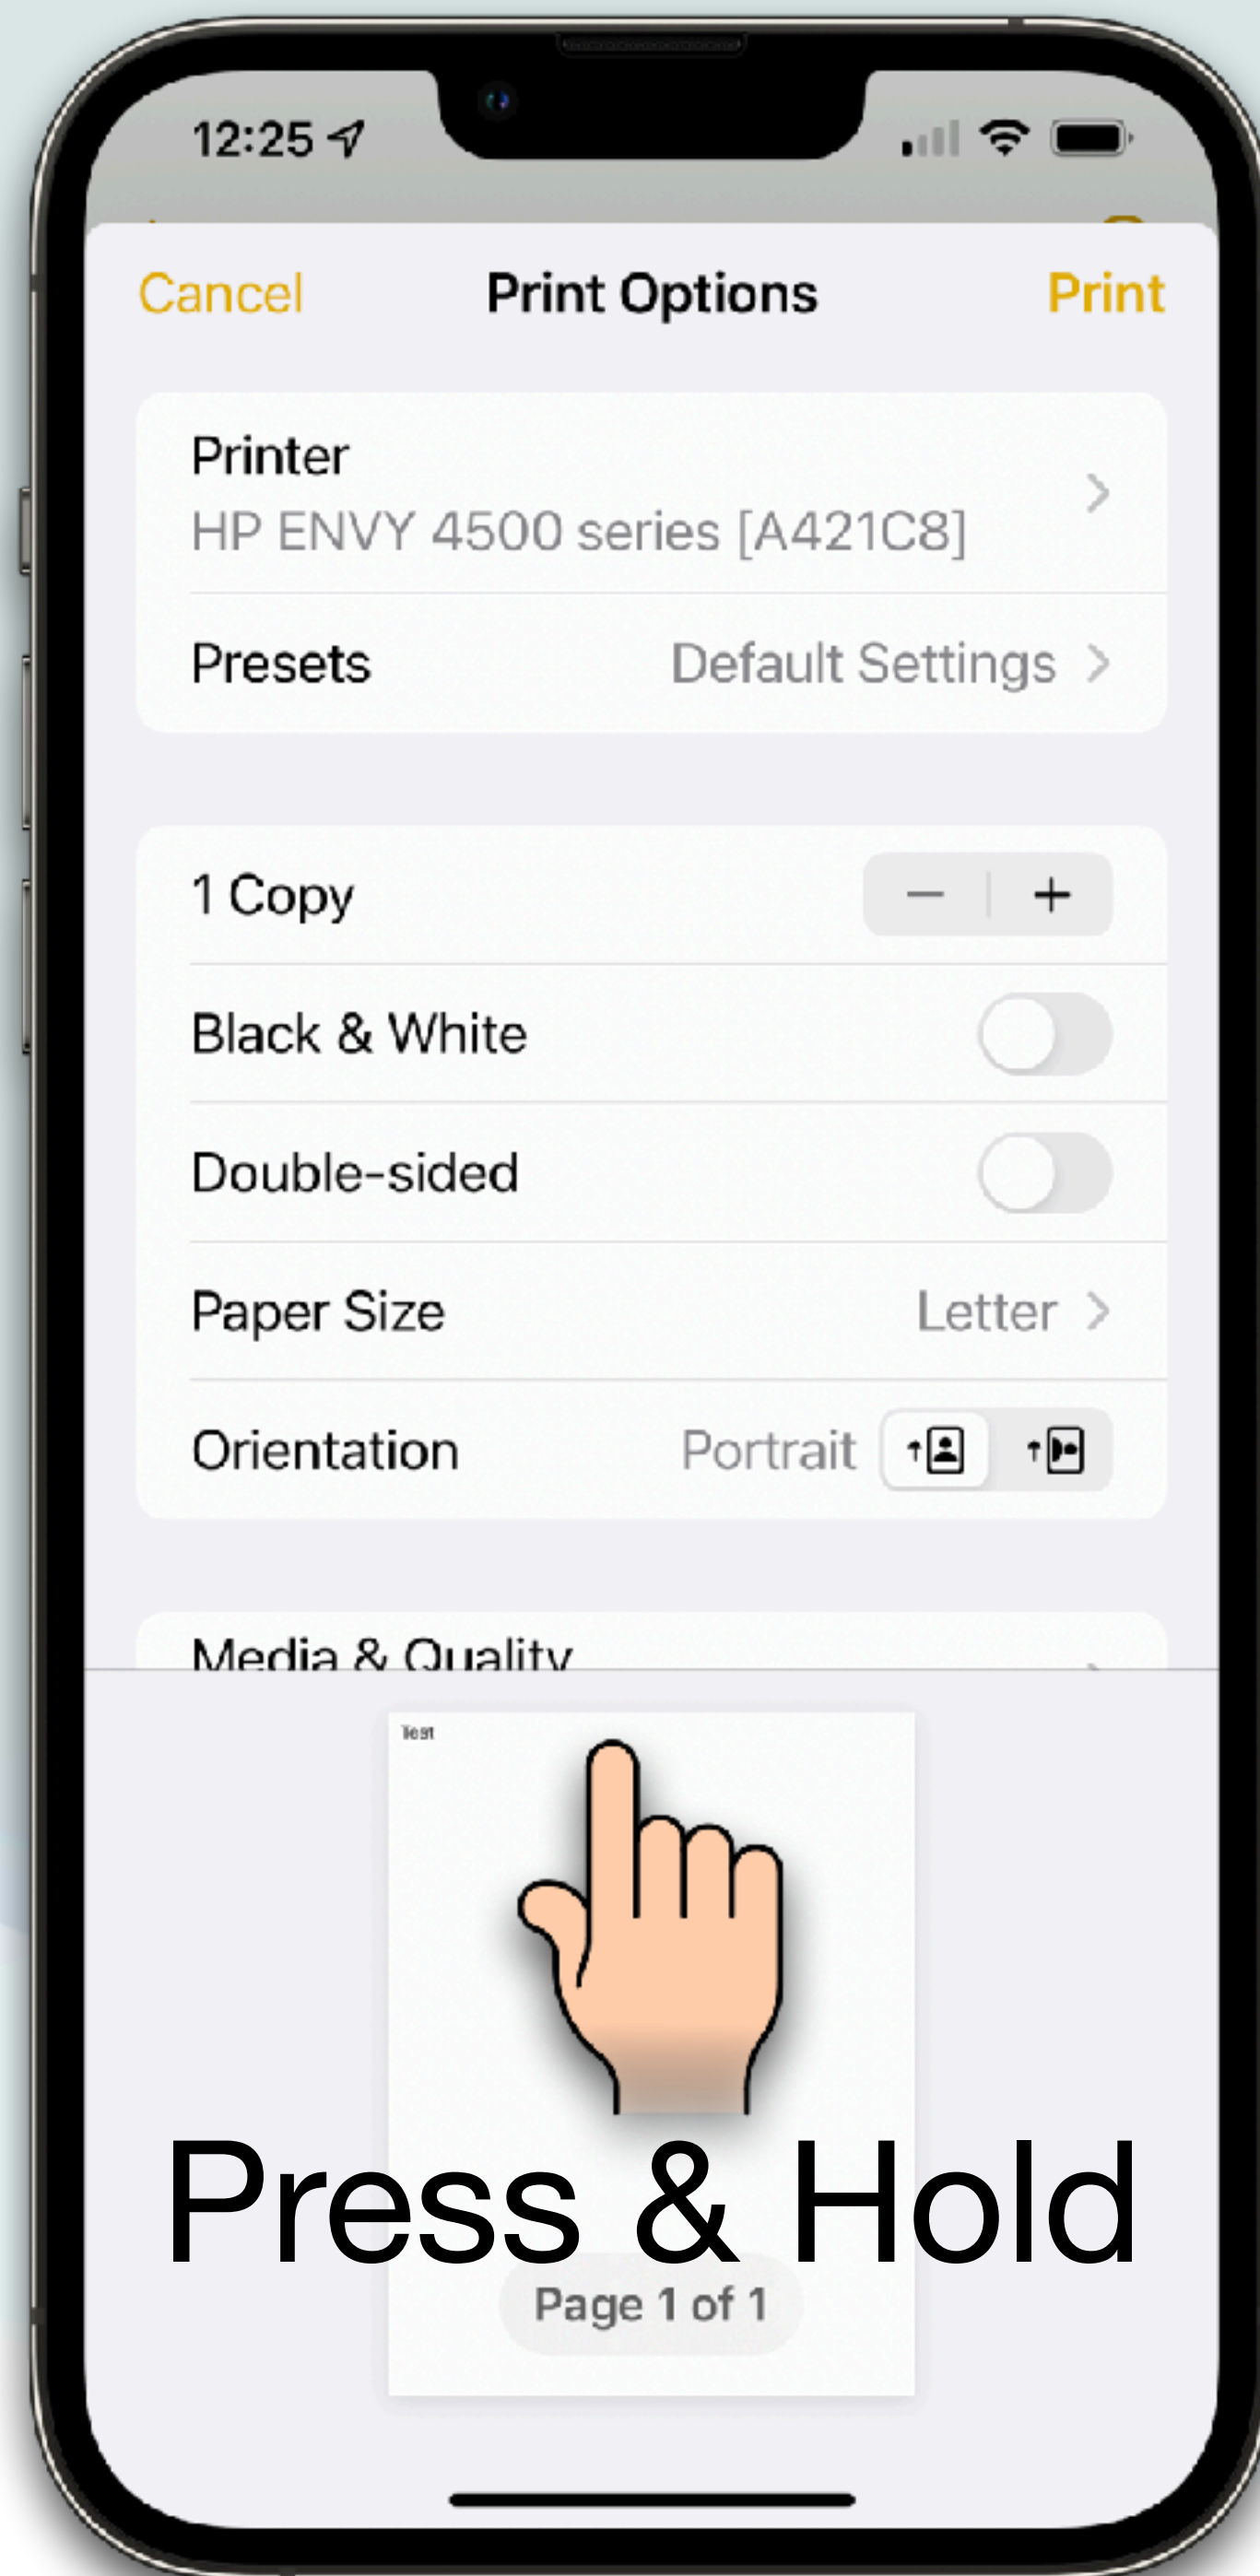 12:25
Cancel Print Options Print
Printer
HP ENVY 4500 series [A421C8]
Presets Default Settings
1 Copy − +
Black & White
Double-sided
Paper Size Letter
Orientation Portrait
Media & Quality
Test
Press & Hold
Page 1 of 1